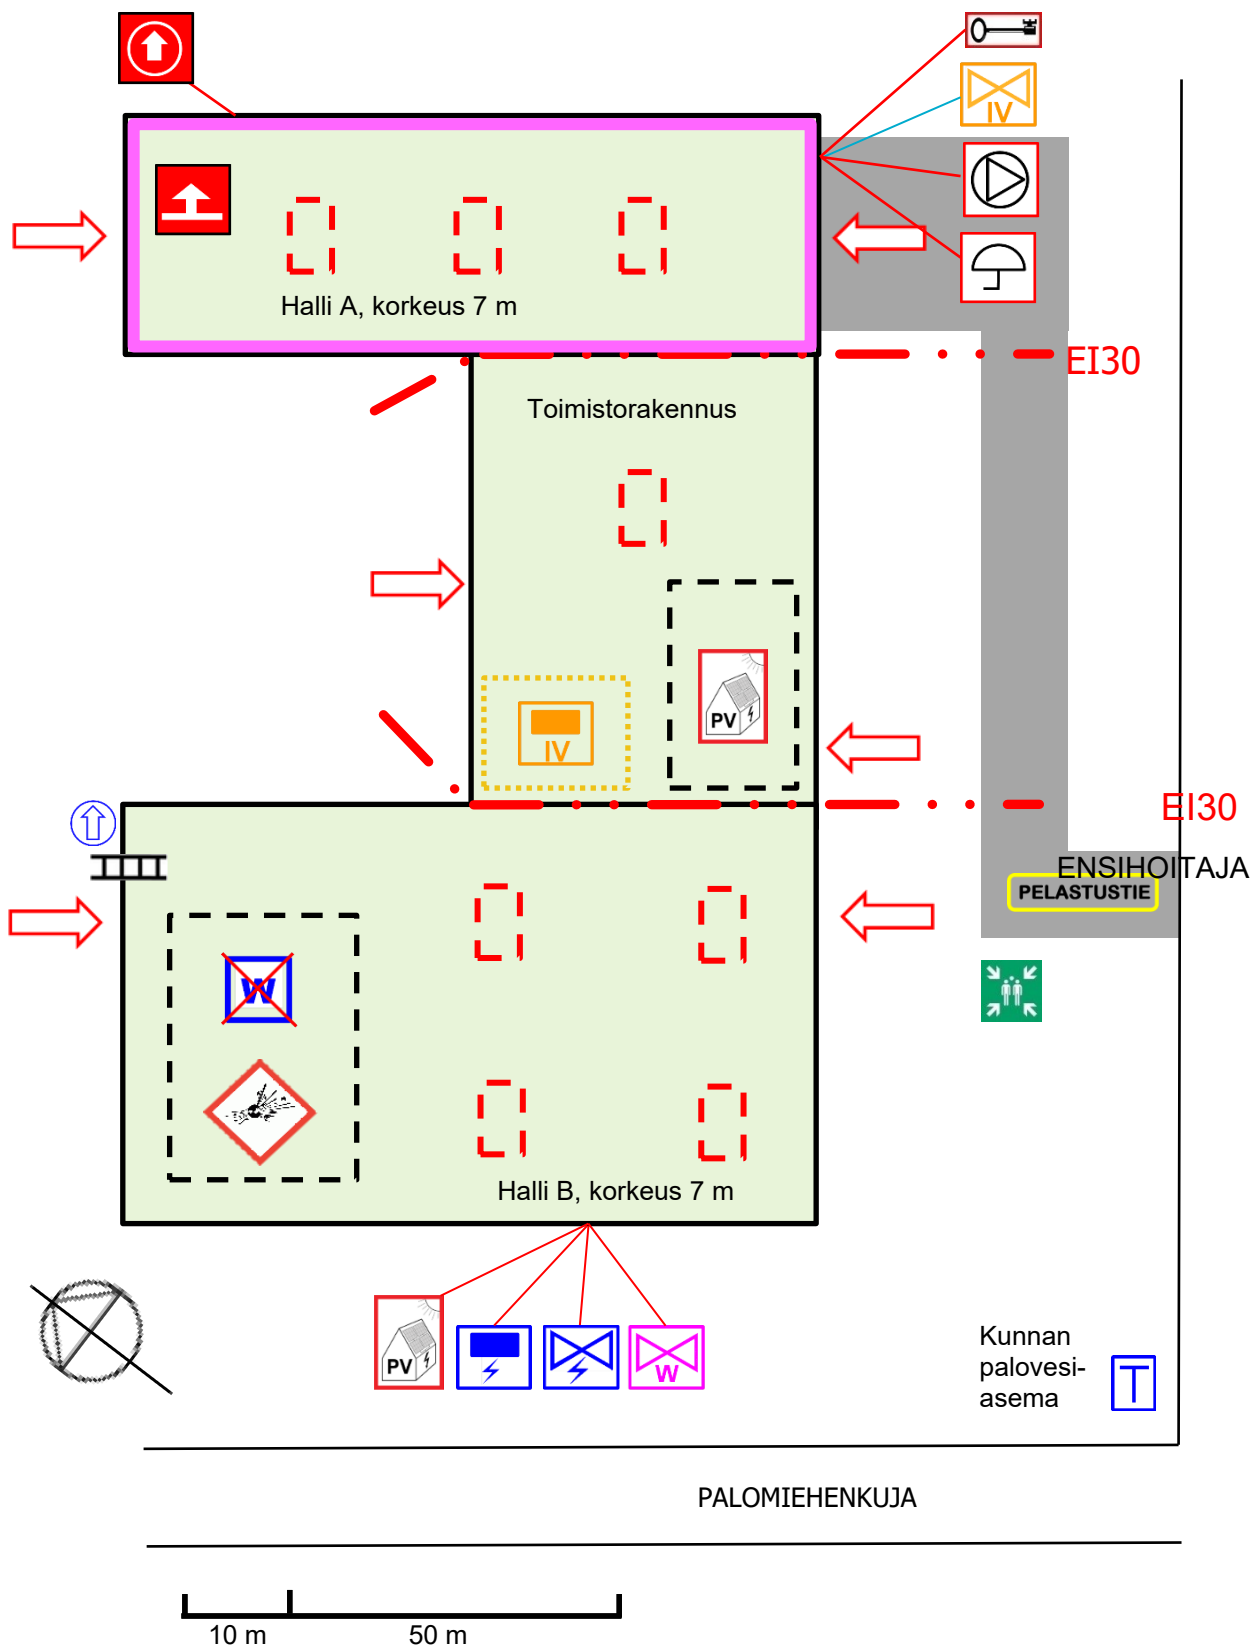 IV
Halli A, korkeus 7 m
EI30
Toimistorakennus
PV
IV
EI30
ENSIHOITAJA
PELASTUSTIE
W
Halli B, korkeus 7 m
PV
W
Kunnan
palovesi-
asema
T
PALOMIEHENKUJA
10 m
50 m